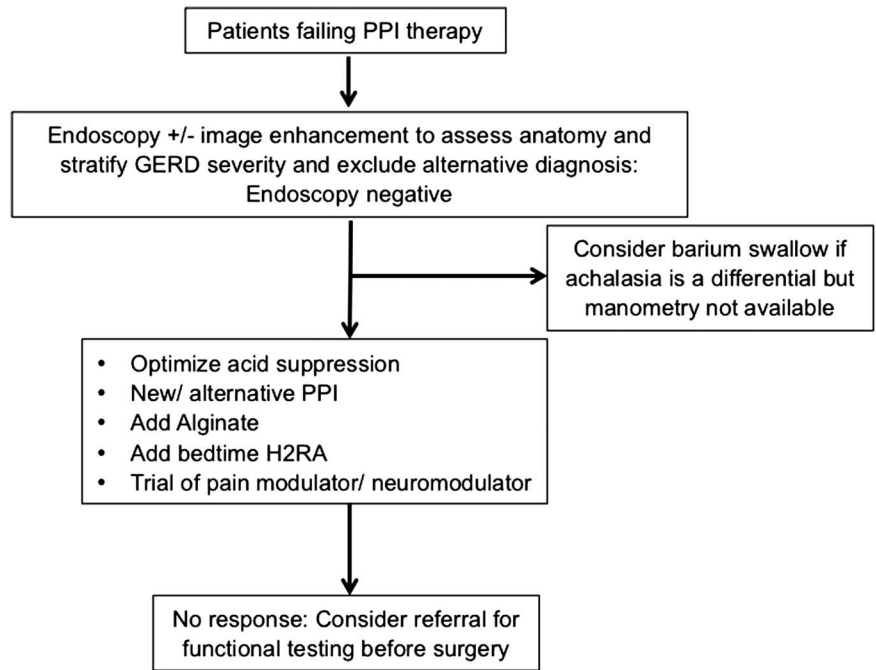 Patients failing PPI therapy
Endoscopy +/- image enhancement to assess anatomy and
stratify GERD severity and exclude alternative diagnosis:
Endoscopy negative
Consider barium swallow if
achalasia is a differential but
manometry not available
• Optimize acid suppression
• New/ alternative PPI
• Add Alginate
• Add bedtime H2RA
• Trial of pain modulator/ neuromodulator
No response: Consider referral for
functional testing before surgery